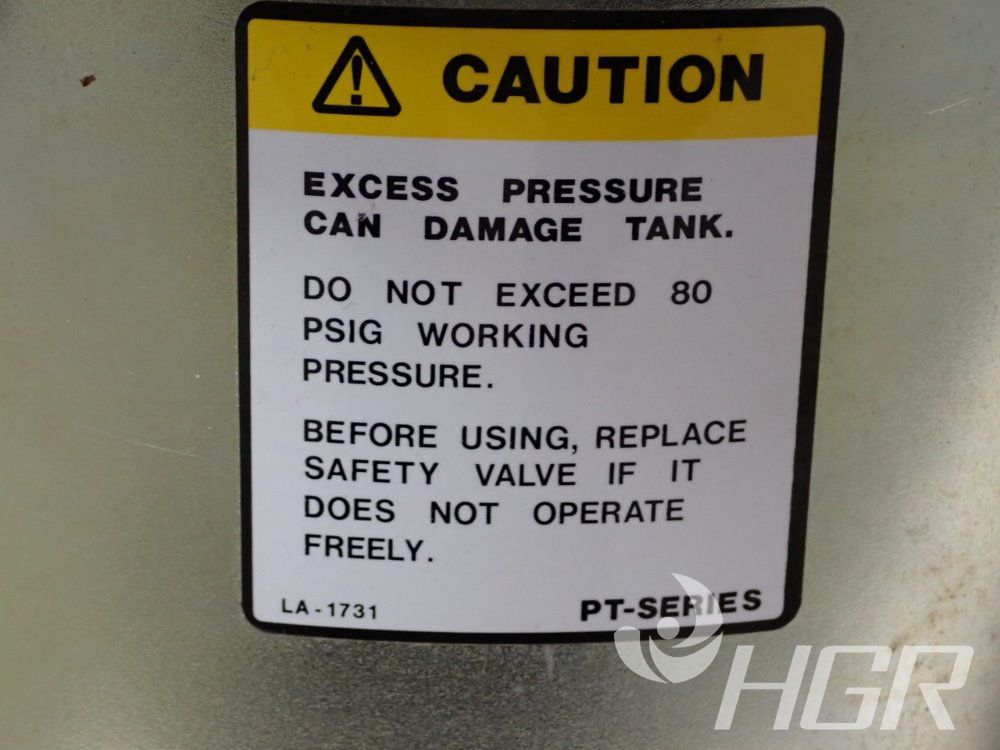 CAUTION
EXCESS PRESSURE
CAN DAMAGE TANK.
DO NOT EXCEED 80
PSIG WORKING
PRESSURE.
BEFORE USING, REPLACE
SAFETY VALVE IF IT
DOES NOT OPERATE
FREELY.
LA-1731 PT-SERIES
HGR